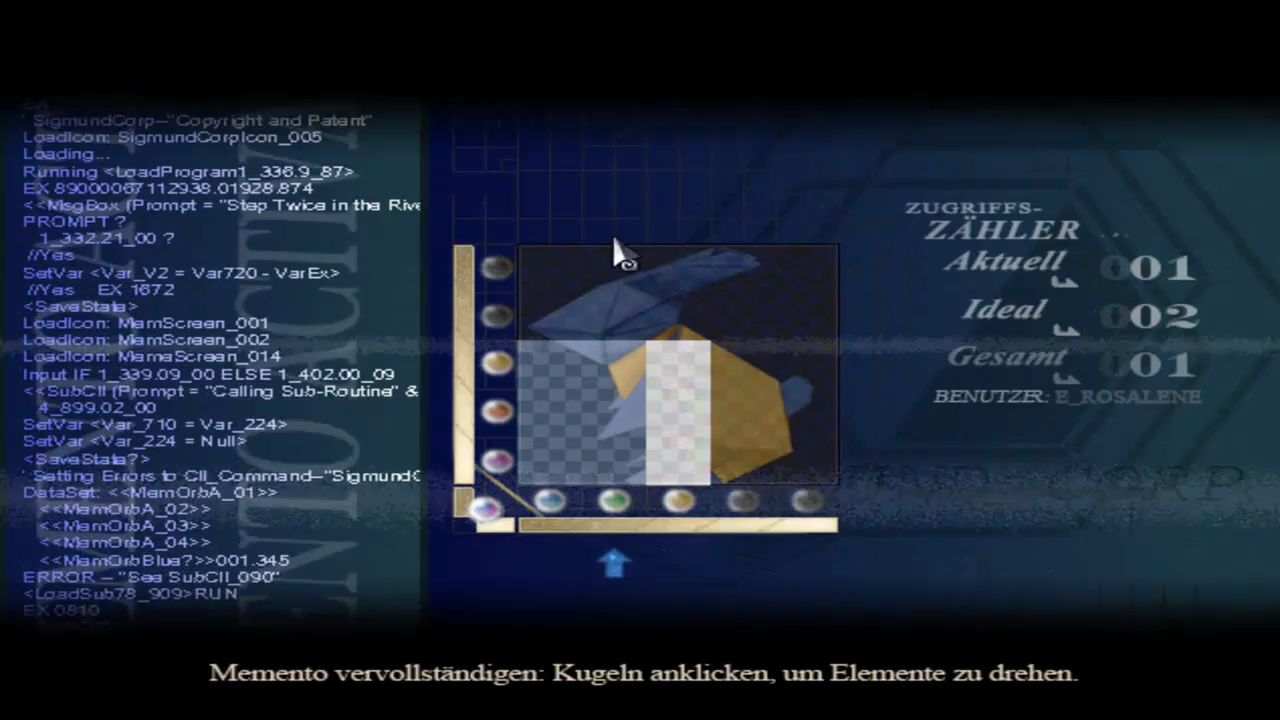 ' SigmundCorp–"Copyright and Patent"
LoadIcon: SigmundCorpIcon_005
Loading...
Running <LoadProgram1_336.9_87>
EX 89000067112938.01928.874
<<MsgBox (Prompt = "Step Twice in the Rive
PROMPT ?
1_332.21_00 ?
//Yes
SetVar <Var_V2 = Var720 - VarEx>
//Yes EX 1672
<SaveState>
LoadIcon: MemScreen_001
LoadIcon: MemScreen_002
LoadIcon: MemeScreen_014
Input IF 1_339.09_00 ELSE 1_402.00_09
<<SubCll (Prompt = "Calling Sub-Routine" &
4_899.02_00
SetVar <Var_710 = Var_224>
SetVar <Var_224 = Null>
<SaveState?>
' Setting Errors to Cll_Command–"SigmundC
DataSet: <<MemOrbA_01>>
<<MemOrbA_02>>
<<MemOrbA_03>>
<<MemOrbA_04>>
<<MemOrbBlue?>>001.345
ERROR – "See SubCll_090"
<LoadSub78_909>RUN
EX 0810
ZUGRIFFS-
ZÄHLER ...
Aktuell 001
Ideal 002
Gesamt 001
BENUTZER: E_ROSALENE
Memento vervollständigen: Kugeln anklicken, um Elemente zu drehen.